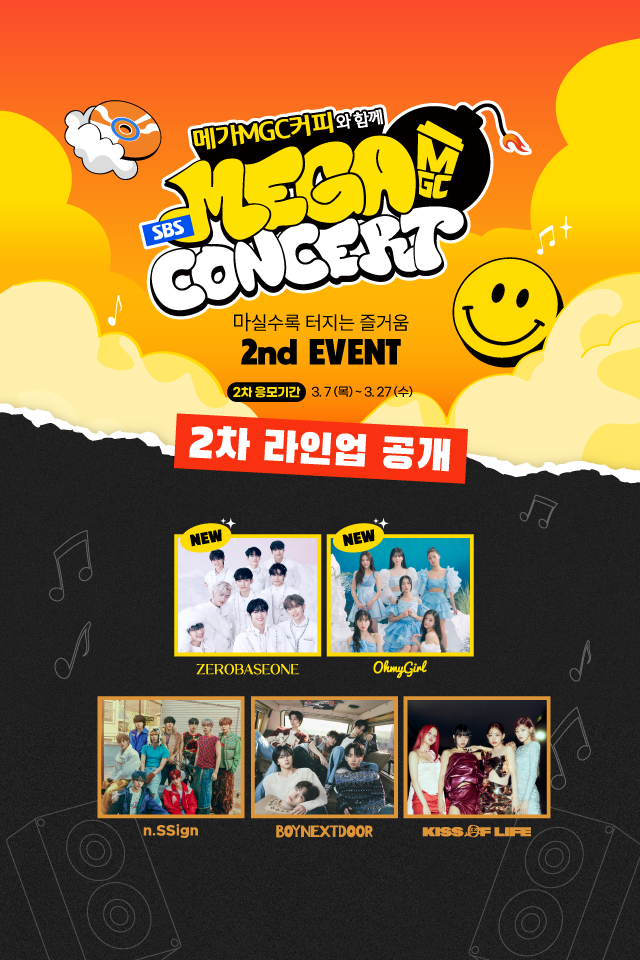 메가MGC커피와 함께
SBS
MEGA
MGC
CONCERT
마실수록 터지는 즐거움
2nd EVENT
2차 응모기간 3. 7 (목) ~ 3. 27 (수)
2차 라인업 공개
NEW
NEW
ZEROBASEONE
OhmyGirl
n.SSign
BOYNEXTDOOR
KISS OF LIFE